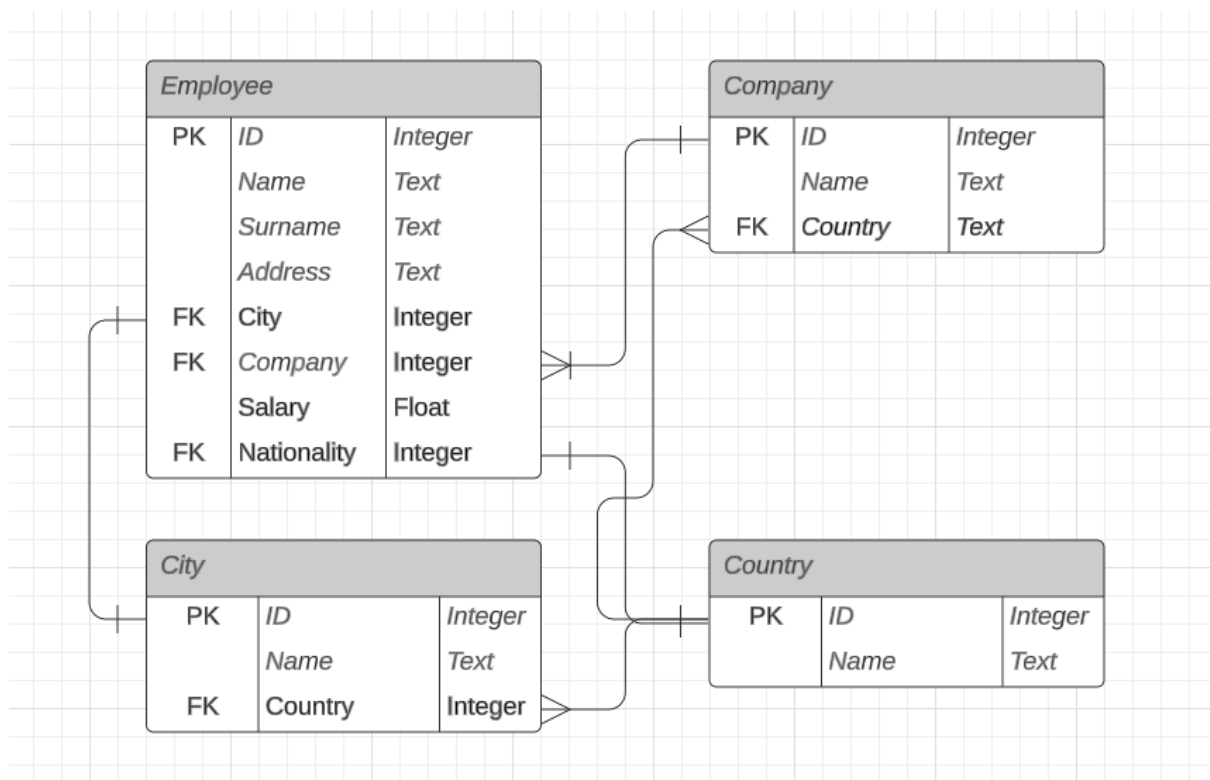 Employee
PK ID Integer
Name Text
Surname Text
Address Text
FK City Integer
FK Company Integer
Salary Float
FK Nationality Integer
Company
PK ID Integer
Name Text
FK Country Text
City
PK ID Integer
Name Text
FK Country Integer
Country
PK ID Integer
Name Text